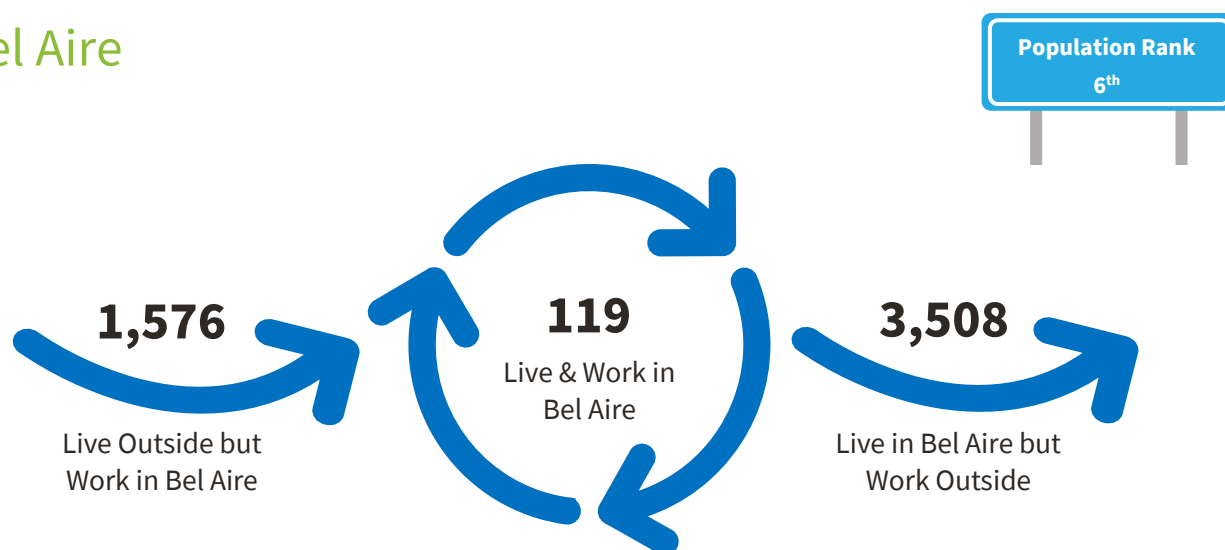 el Aire
Population Rank
6th
1,576
Live Outside but
Work in Bel Aire
119
Live & Work in
Bel Aire
3,508
Live in Bel Aire but
Work Outside